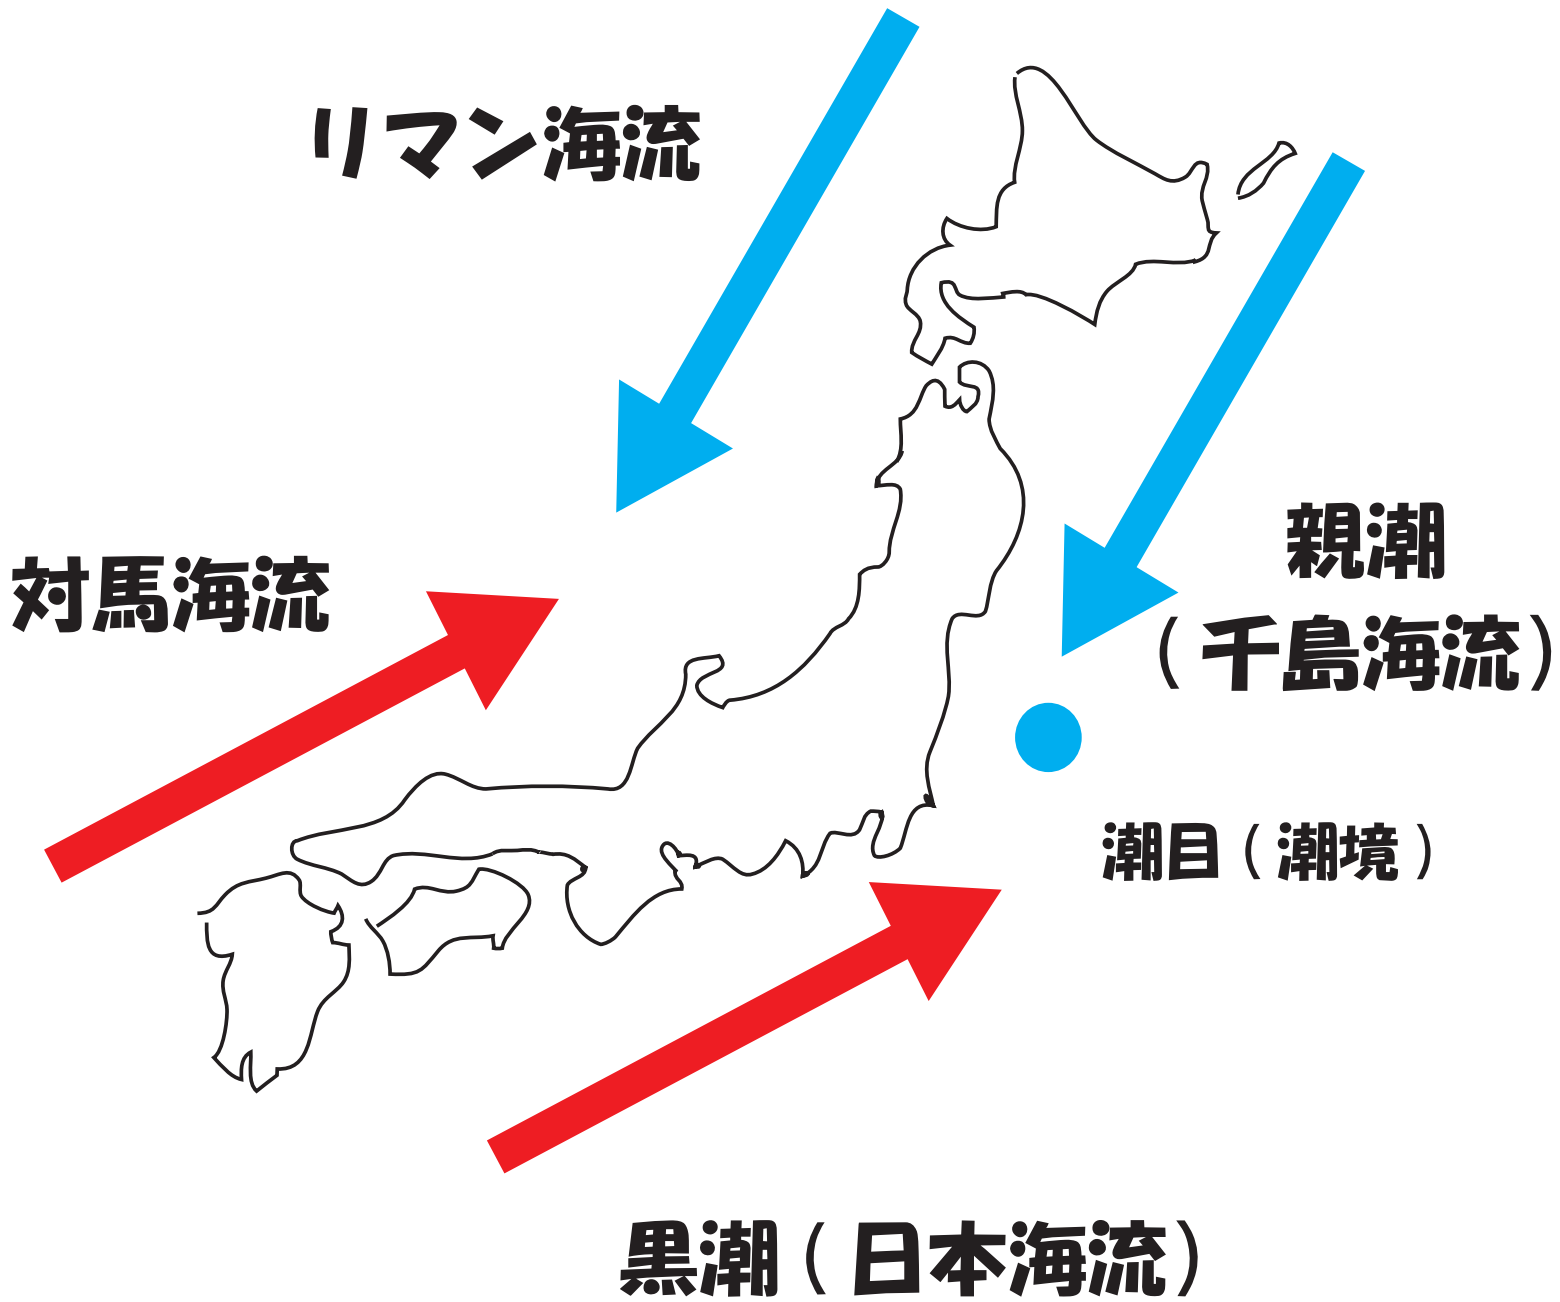 リマン海流
対馬海流
親潮
（千島海流）
潮目（潮境）
黒潮（日本海流）